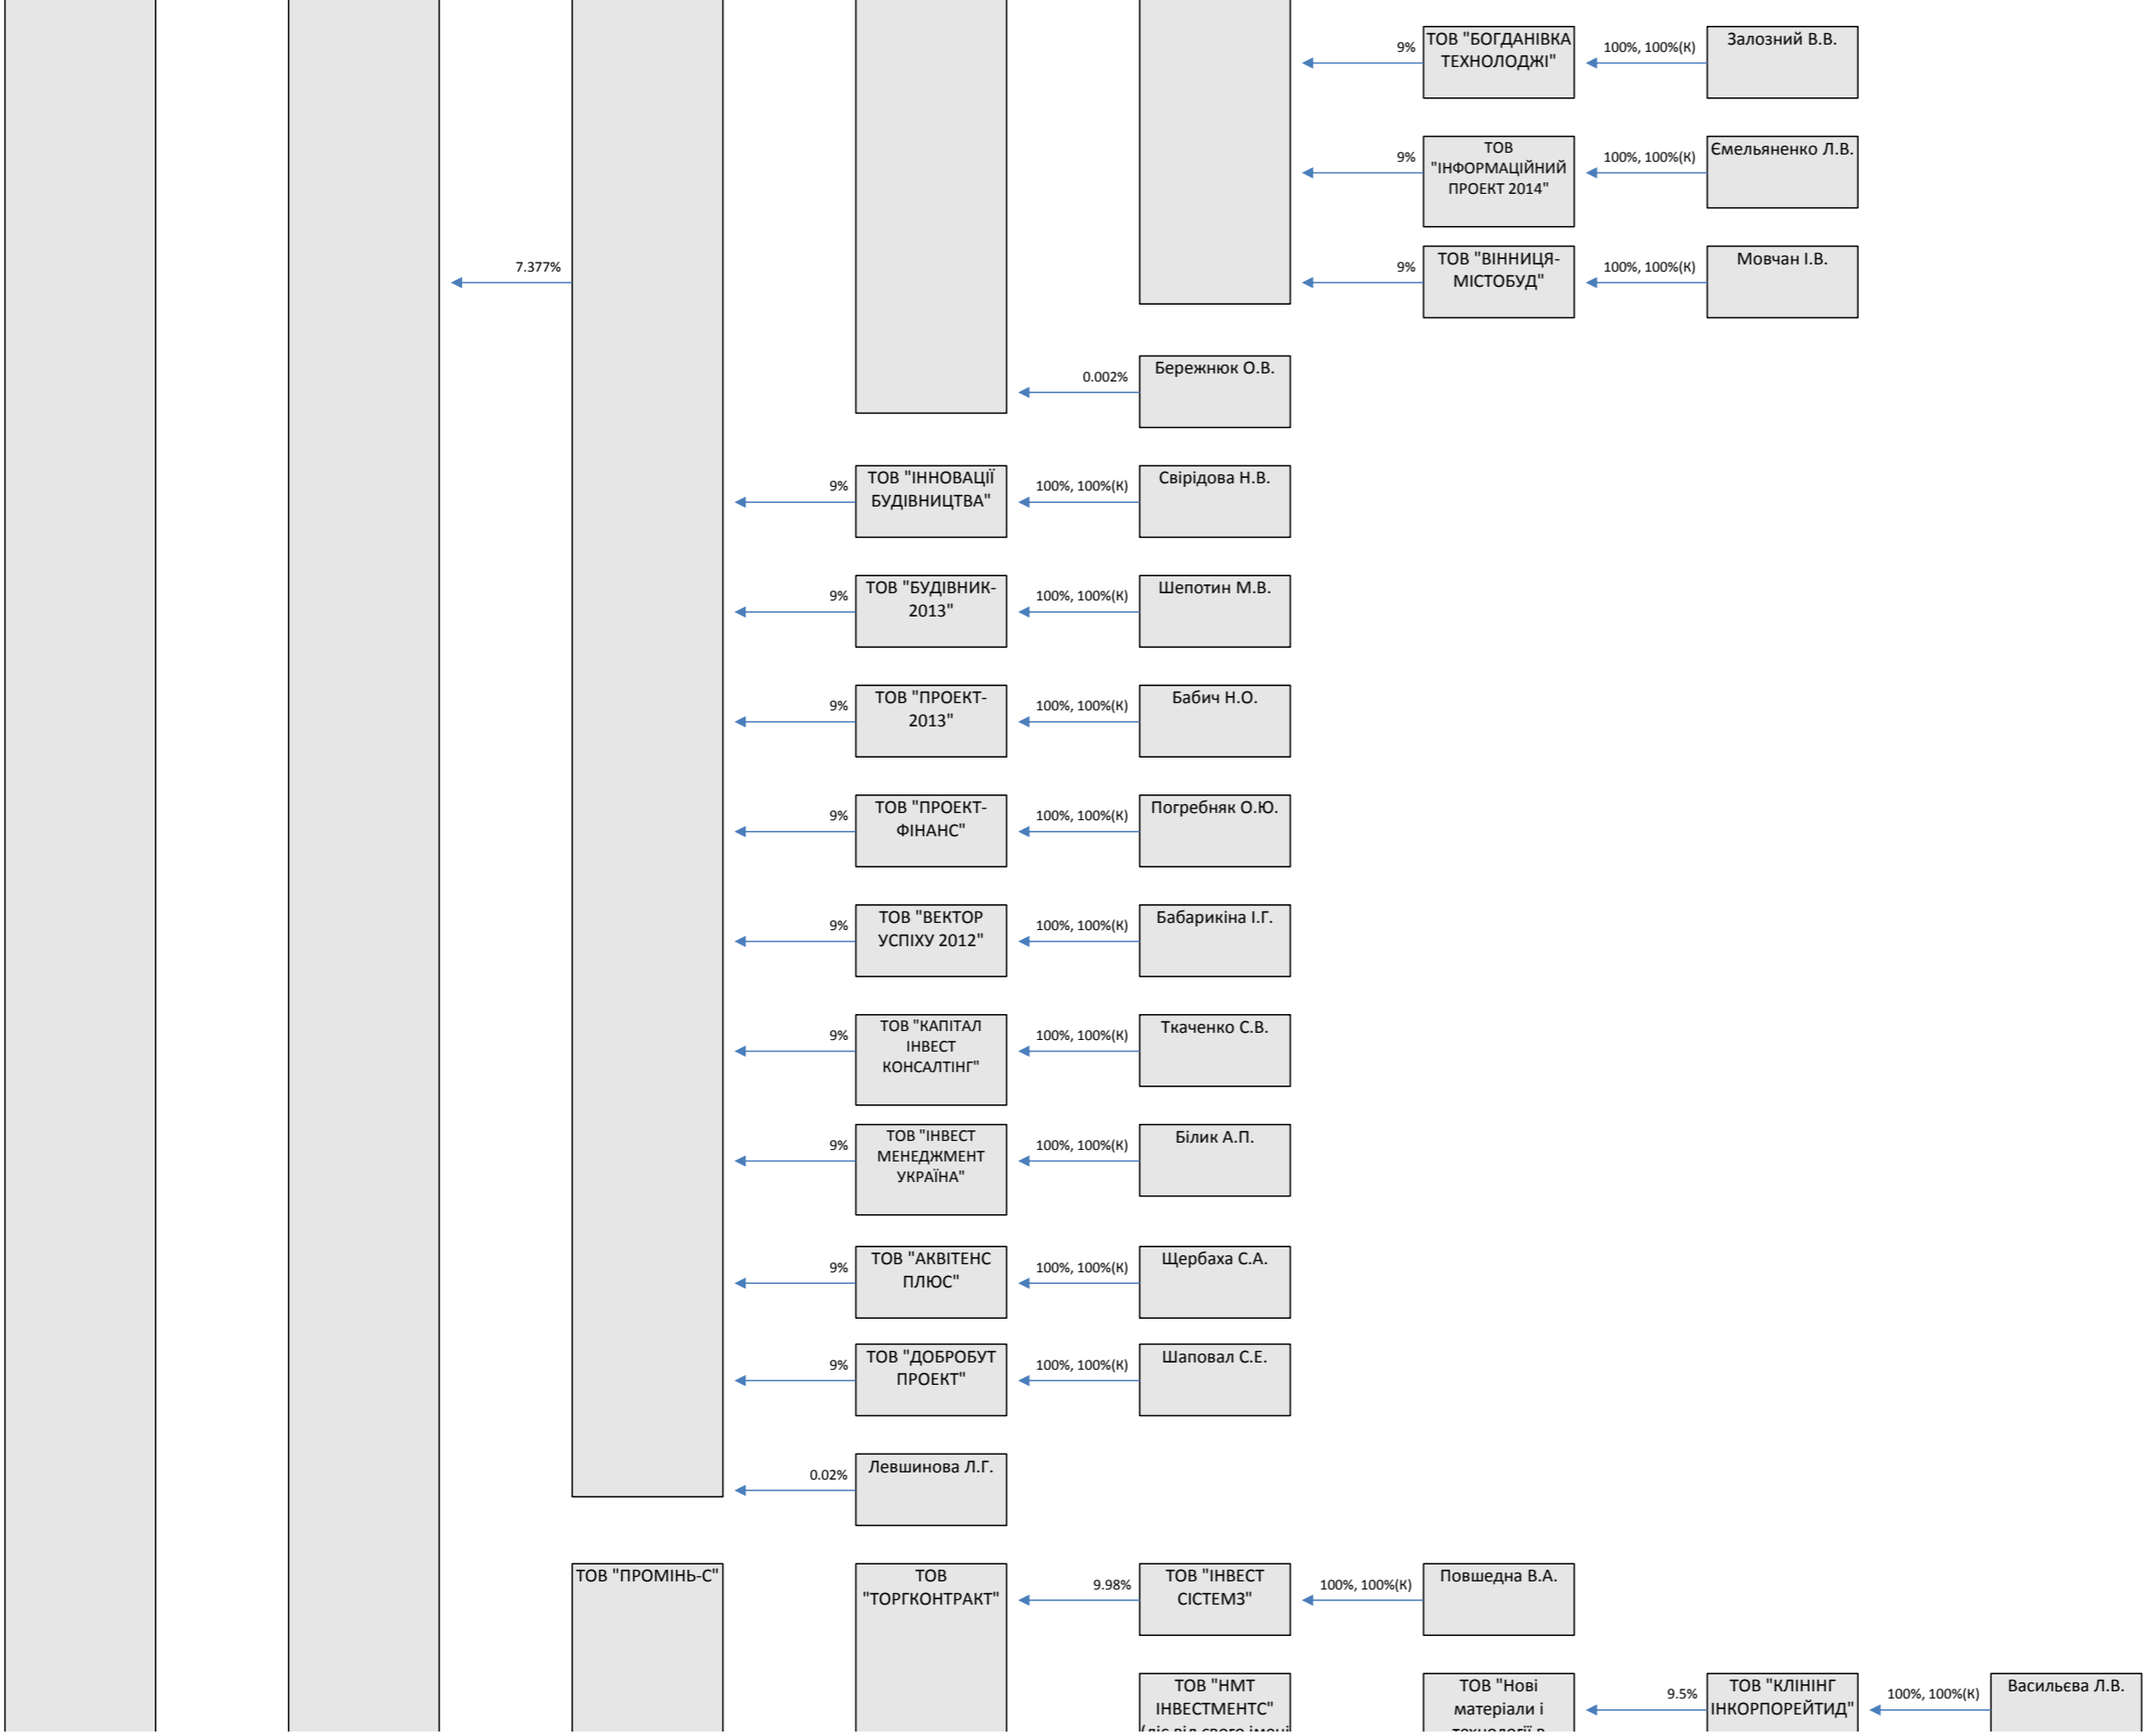 9%
ТОВ "БОГДАНІВКА
ТЕХНОЛОДЖІ"
100%, 100%(К)
Залозний В.В.
9%
ТОВ
"ІНФОРМАЦІЙНИЙ
ПРОЕКТ 2014"
100%, 100%(К)
Ємельяненко Л.В.
7.377%
9%
ТОВ "ВІННИЦЯ-
МІСТОБУД"
100%, 100%(К)
Мовчан І.В.
0.002%
Бережнюк О.В.
9%
ТОВ "ІННОВАЦІЇ
БУДІВНИЦТВА"
100%, 100%(К)
Свірідова Н.В.
9%
ТОВ "БУДІВНИК-
2013"
100%, 100%(К)
Шепотин М.В.
9%
ТОВ "ПРОЕКТ-
2013"
100%, 100%(К)
Бабич Н.О.
9%
ТОВ "ПРОЕКТ-
ФІНАНС"
100%, 100%(К)
Погребняк О.Ю.
9%
ТОВ "ВЕКТОР
УСПІХУ 2012"
100%, 100%(К)
Бабарикіна І.Г.
9%
ТОВ "КАПІТАЛ
ІНВЕСТ
КОНСАЛТІНГ"
100%, 100%(К)
Ткаченко С.В.
9%
ТОВ "ІНВЕСТ
МЕНЕДЖМЕНТ
УКРАЇНА"
100%, 100%(К)
Білик А.П.
9%
ТОВ "АКВІТЕНС
ПЛЮС"
100%, 100%(К)
Щербаха С.А.
9%
ТОВ "ДОБРОБУТ
ПРОЕКТ"
100%, 100%(К)
Шаповал С.Е.
0.02%
Левшинова Л.Г.
ТОВ "ПРОМІНЬ-С"
ТОВ
"ТОРГКОНТРАКТ"
9.98%
ТОВ "ІНВЕСТ
СІСТЕМЗ"
100%, 100%(К)
Повшедна В.А.
ТОВ "НМТ
ІНВЕСТМЕНТС"
(діє від свого імені
ТОВ "Нові
матеріали і
технології в
9.5%
ТОВ "КЛІНІНГ
ІНКОРПОРЕЙТИД"
100%, 100%(К)
Васильєва Л.В.